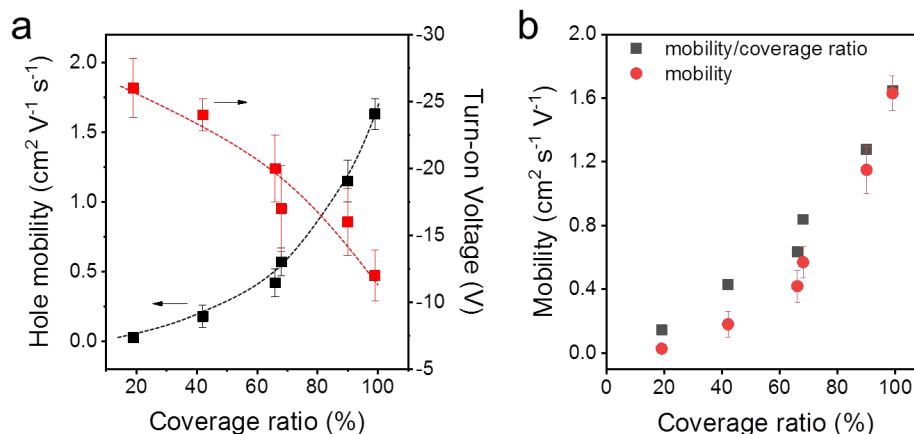 a
Hole mobility (cm² V⁻¹ s⁻¹)
2.0
1.5
1.0
0.5
0.0
20 40 60 80 100
Coverage ratio (%)
-30
-25
-20
-15
-10
-5
Turn-on Voltage (V)
b
Mobility (cm² s⁻¹ V⁻¹)
2.0
1.6
1.2
0.8
0.4
0.0
0 20 40 60 80 100
Coverage ratio (%)
mobility/coverage ratio
mobility